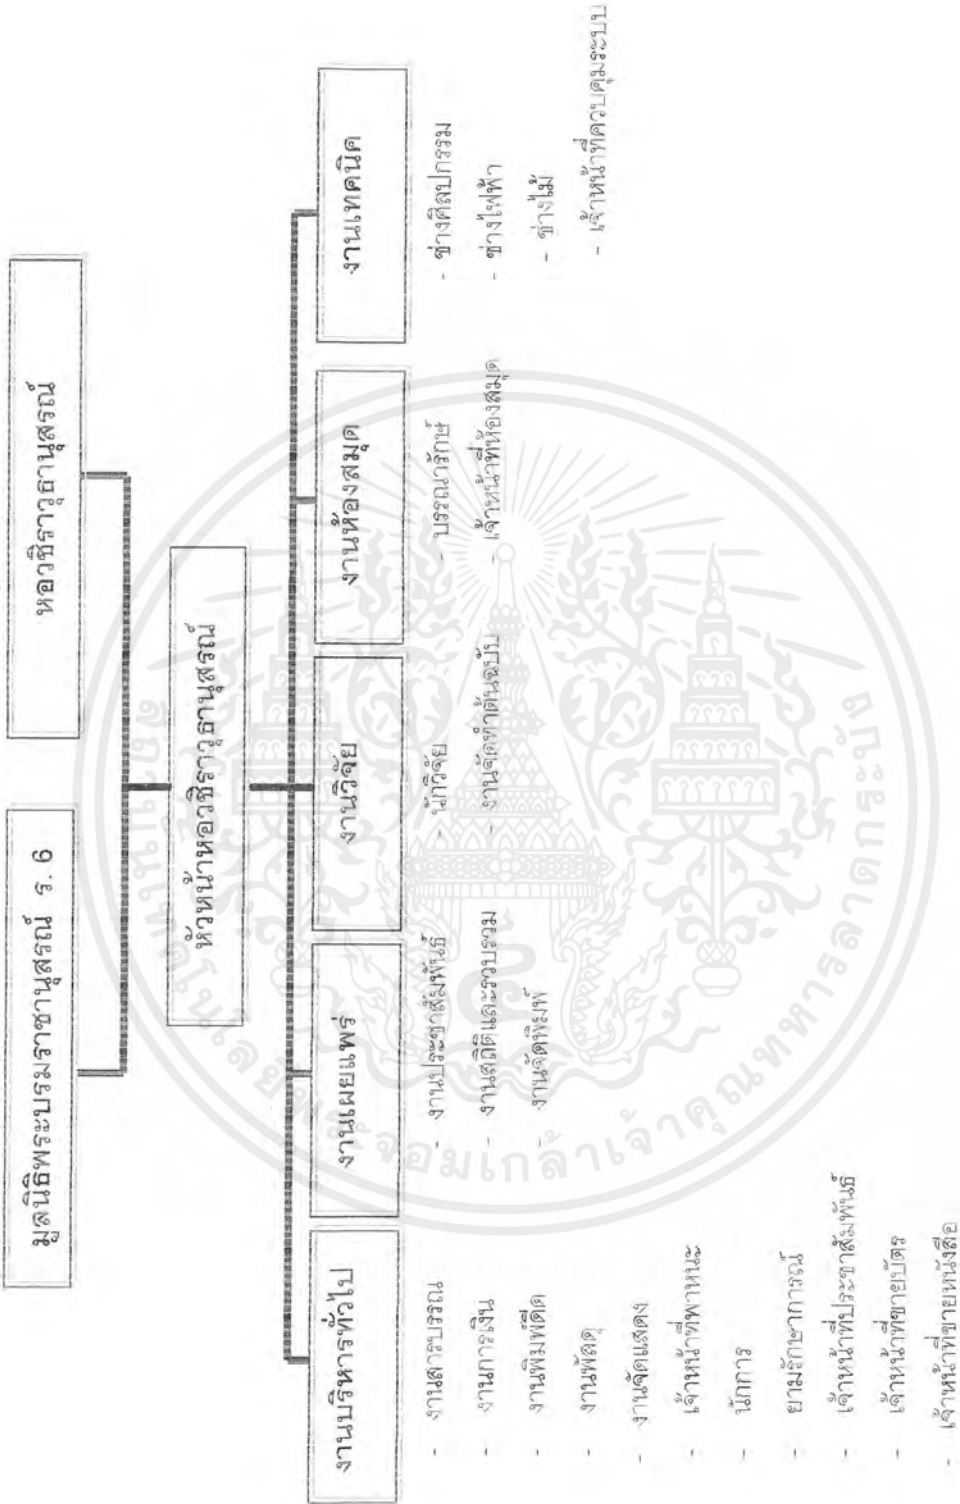 มูลนิธิพระบรมราชานุสรณ์ ร. 6
หอวชิราวุธานุสรณ์
หัวหน้าหอวชิราวุธานุสรณ์
งานบริหารทั่วไป
- งานสารบรรณ
- งานการเงิน
- งานพิมพ์ดีด
- งานพัสดุ
- งานจัดแสดง
- เจ้าหน้าที่พาหนะ
- นักการ
- ยามรักษาการณ์
- เจ้าหน้าที่ประชาสัมพันธ์
- เจ้าหน้าที่ขายบัตร
- เจ้าหน้าที่ขายหนังสือ
งานเผยแพร่
- งานประชาสัมพันธ์
- งานสถิติและรวบรวม
- งานจัดพิมพ์
งานวิจัย
- นักวิจัย
- งานจัดทำต้นฉบับ
งานห้องสมุด
- บรรณารักษ์
- เจ้าหน้าที่ห้องสมุด
งานเทคนิค
- ช่างศิลปกรรม
- ช่างไฟฟ้า
- ช่างไม้
- เจ้าหน้าที่ควบคุมระบบ
สถาบันเทคโนโลยีพระจอมเกล้าเจ้าคุณทหารลาดกระบัง